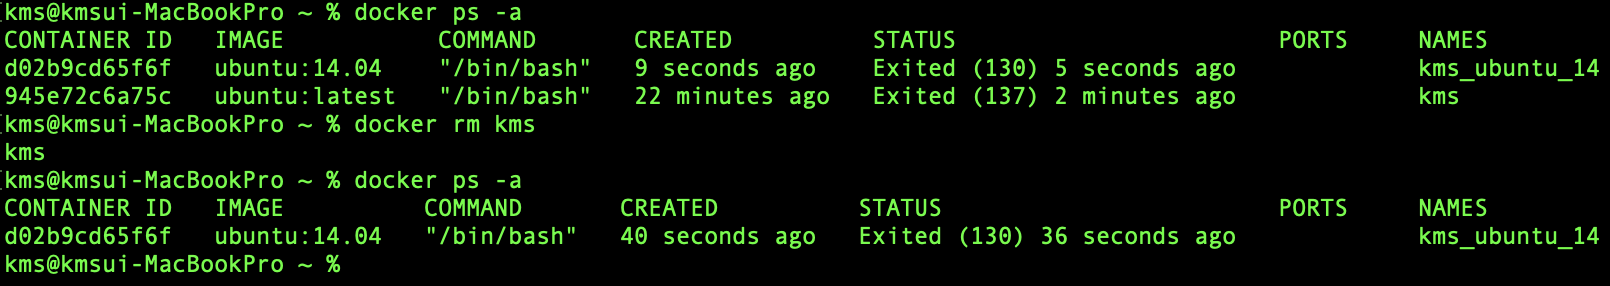 kms@kmsui-MacBookPro ~ % docker ps -a
CONTAINER ID   IMAGE           COMMAND       CREATED          STATUS                       PORTS     NAMES
d02b9cd65f6f   ubuntu:14.04    "/bin/bash"   9 seconds ago    Exited (130) 5 seconds ago             kms_ubuntu_14
945e72c6a75c   ubuntu:latest   "/bin/bash"   22 minutes ago   Exited (137) 2 minutes ago             kms
kms@kmsui-MacBookPro ~ % docker rm kms
kms
kms@kmsui-MacBookPro ~ % docker ps -a
CONTAINER ID   IMAGE          COMMAND       CREATED          STATUS                        PORTS     NAMES
d02b9cd65f6f   ubuntu:14.04   "/bin/bash"   40 seconds ago   Exited (130) 36 seconds ago             kms_ubuntu_14
kms@kmsui-MacBookPro ~ %